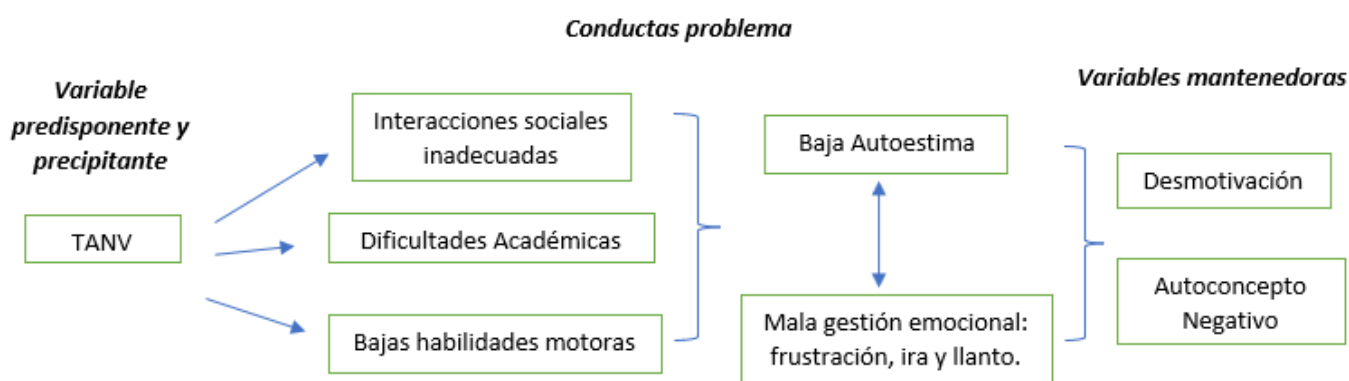 Conductas problema
Variable
predisponente y
precipitante
TANV
Interacciones sociales
inadecuadas
Dificultades Académicas
Bajas habilidades motoras
Baja Autoestima
Mala gestión emocional:
frustración, ira y llanto.
Variables mantenedoras
Desmotivación
Autoconcepto
Negativo